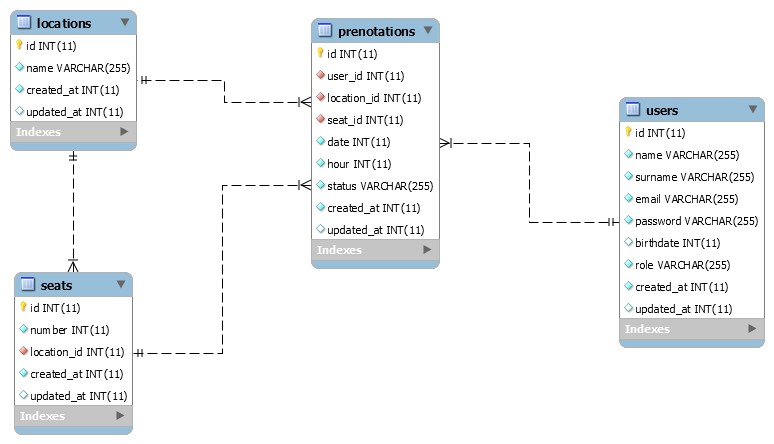 locations
id INT(11)
name VARCHAR(255)
created_at INT(11)
updated_at INT(11)
Indexes
prenotations
id INT(11)
user_id INT(11)
location_id INT(11)
seat_id INT(11)
date INT(11)
hour INT(11)
status VARCHAR(255)
created_at INT(11)
updated_at INT(11)
Indexes
users
id INT(11)
name VARCHAR(255)
surname VARCHAR(255)
email VARCHAR(255)
password VARCHAR(255)
birthdate INT(11)
role VARCHAR(255)
created_at INT(11)
updated_at INT(11)
Indexes
seats
id INT(11)
number INT(11)
location_id INT(11)
created_at INT(11)
updated_at INT(11)
Indexes